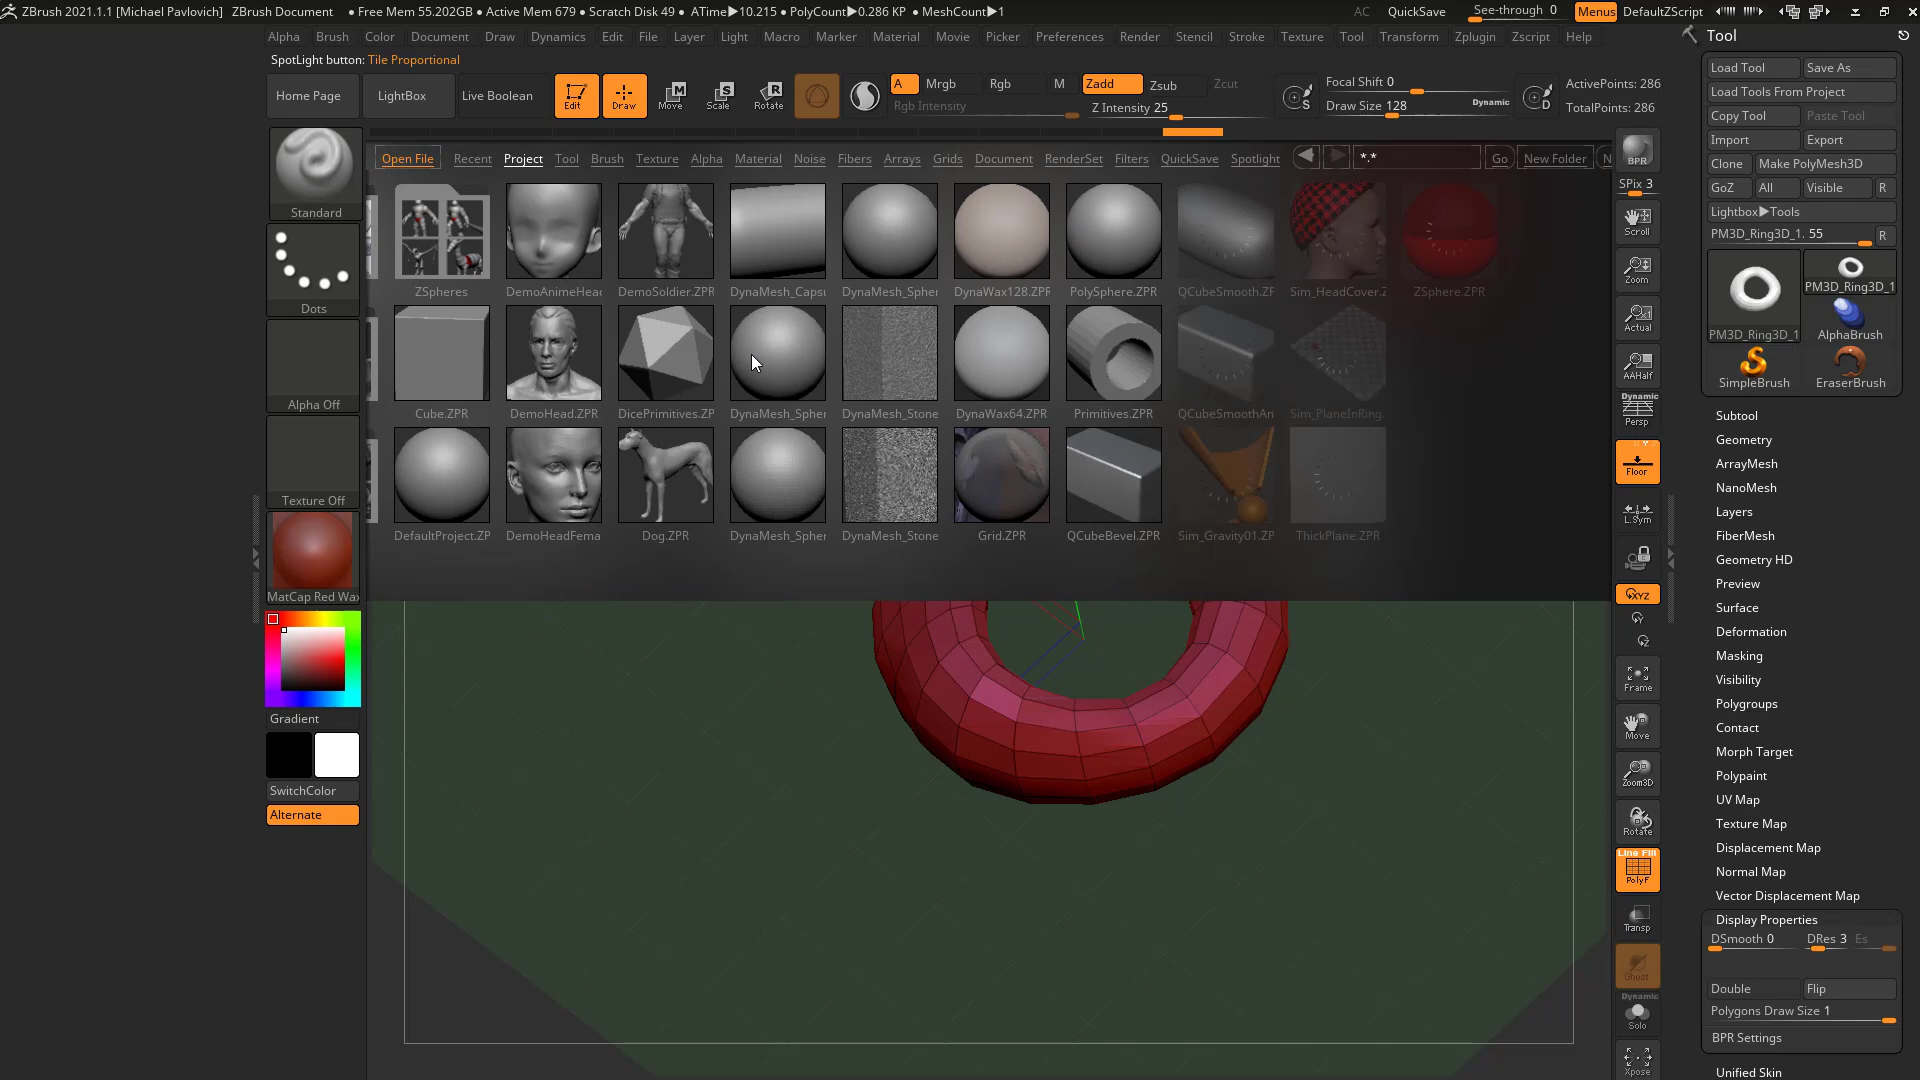 ZBrush 2021.1.1 [Michael Pavlovich] ZBrush Document • Free Mem 55.202GB • Active Mem 679 • Scratch Disk 49 • ATime▶10.215 • PolyCount▶0.286 KP • MeshCount▶1 AC QuickSave See-through 0 Menus DefaultZScript
Alpha Brush Color Document Draw Dynamics Edit File Layer Light Macro Marker Material Movie Picker Preferences Render Stencil Stroke Texture Tool Transform Zplugin Zscript Help
SpotLight button: Tile Proportional
Home Page LightBox Live Boolean Edit Draw Move Scale Rotate A Mrgb Rgb M Zadd Zsub Zcut
Rgb Intensity Z Intensity 25
Focal Shift 0
Draw Size 128 Dynamic
ActivePoints: 286
TotalPoints: 286
Open File Recent Project Tool Brush Texture Alpha Material Noise Fibers Arrays Grids Document RenderSet Filters QuickSave Spotlight *.* Go New Folder N
ZSpheres DemoAnimeHead DemoSoldier.ZPR DynaMesh_Capsu DynaMesh_Spher DynaWax128.ZPR PolySphere.ZPR QCubeSmooth.ZF Sim_HeadCover.Z ZSphere.ZPR
Cube.ZPR DemoHead.ZPR DicePrimitives.ZP DynaMesh_Spher DynaMesh_Stone DynaWax64.ZPR Primitives.ZPR QCubeSmoothAn Sim_PlaneInRing.
DefaultProject.ZP DemoHeadFema Dog.ZPR DynaMesh_Spher DynaMesh_Stone Grid.ZPR QCubeBevel.ZPR Sim_Gravity01.ZP ThickPlane.ZPR
Standard
Dots
Alpha Off
Texture Off
MatCap Red Wax
Gradient
SwitchColor
Alternate
BPR
SPix 3
Scroll
Zoom
Actual
AAHalf
Dynamic
Persp
Floor
L.Sym
XYZ
Frame
Move
Zoom3D
Rotate
Line Fill
PolyF
Transp
Ghost
Dynamic
Solo
Xpose
Tool
Load Tool Save As
Load Tools From Project
Copy Tool Paste Tool
Import Export
Clone Make PolyMesh3D
GoZ All Visible R
Lightbox▶Tools
PM3D_Ring3D_1. 55 R
PM3D_Ring3D_1
PM3D_Ring3D_1 AlphaBrush
SimpleBrush EraserBrush
Subtool
Geometry
ArrayMesh
NanoMesh
Layers
FiberMesh
Geometry HD
Preview
Surface
Deformation
Masking
Visibility
Polygroups
Contact
Morph Target
Polypaint
UV Map
Texture Map
Displacement Map
Normal Map
Vector Displacement Map
Display Properties
DSmooth 0 DRes 3 Es
Double Flip
Polygons Draw Size 1
BPR Settings
Unified Skin